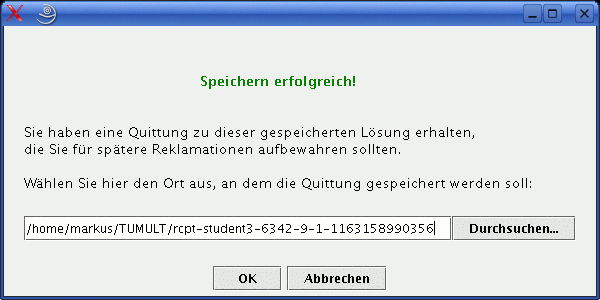 Speichern erfolgreich!
Sie haben eine Quittung zu dieser gespeicherten Lösung erhalten,
die Sie für spätere Reklamationen aufbewahren sollten.
Wählen Sie hier den Ort aus, an dem die Quittung gespeichert werden soll:
/home/markus/TUMULT/rcpt-student3-6342-9-1-1163158990356
Durchsuchen...
OK
Abbrechen